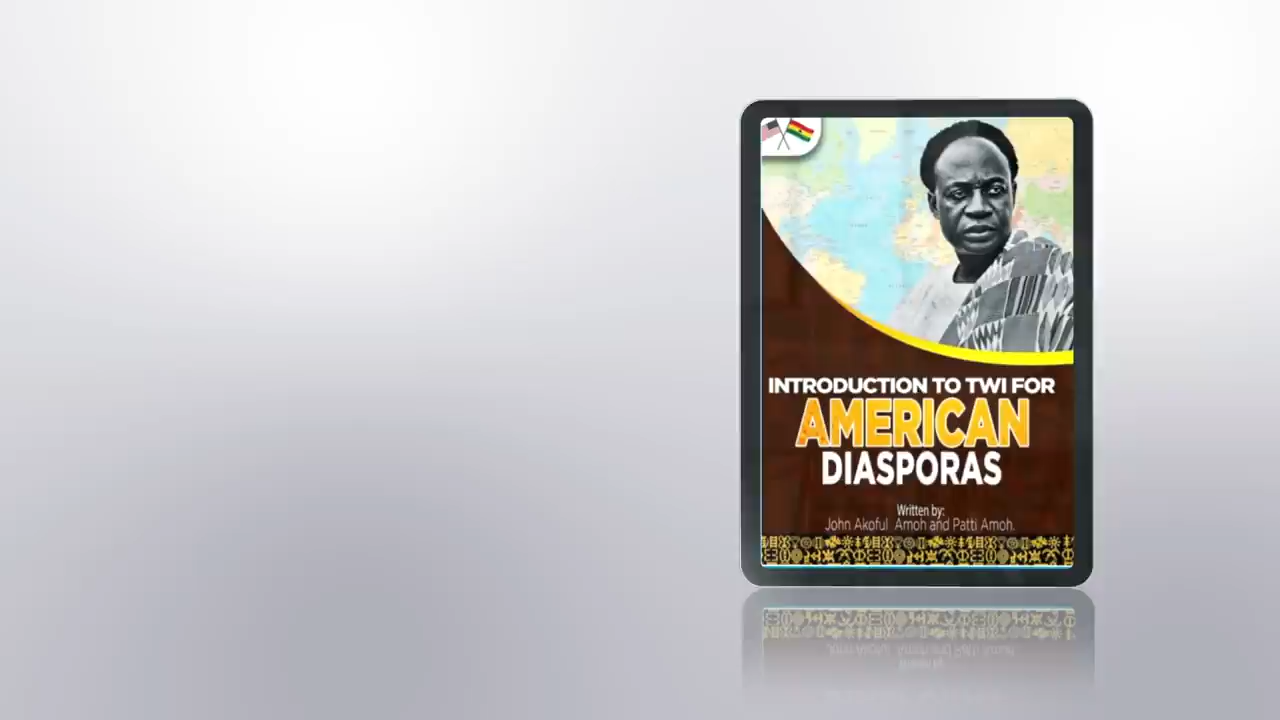 INTRODUCTION TO TWI FOR
AMERICAN
DIASPORAS
Written by:
John Akoful Amoh and Patti Amoh.